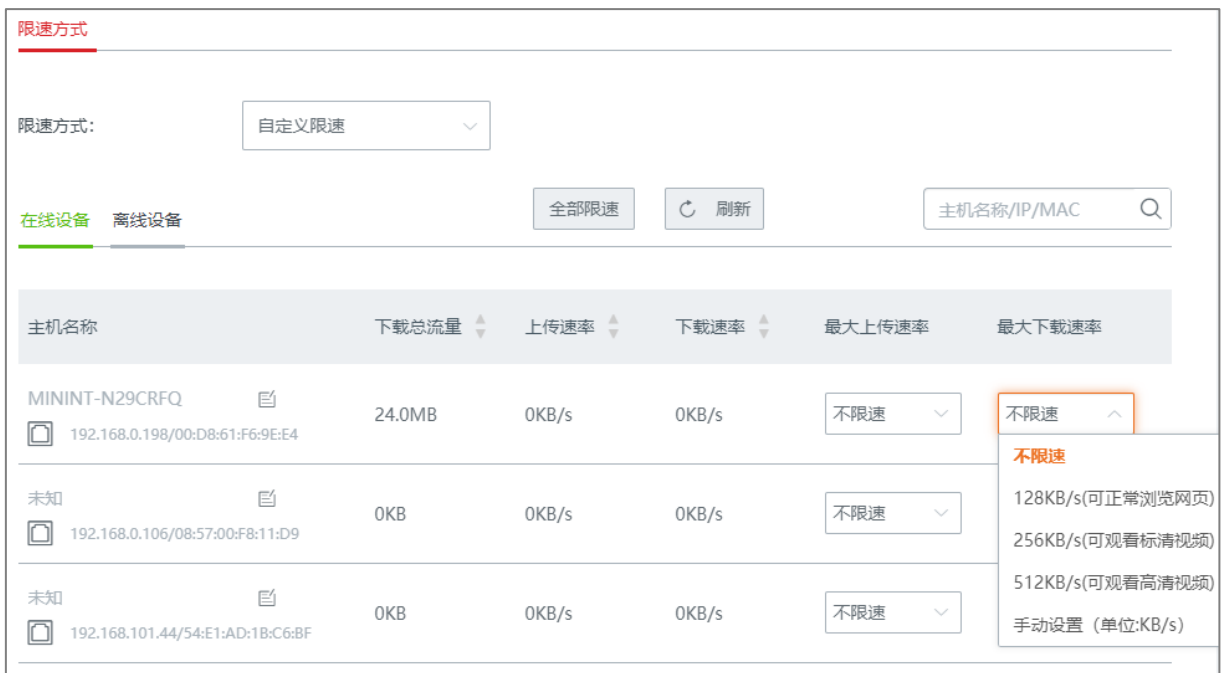 限速方式
限速方式：
自定义限速
在线设备 离线设备 全部限速 刷新 主机名称/IP/MAC
主机名称 下载总流量 上传速率 下载速率 最大上传速率 最大下载速率
MININT-N29CRFQ
192.168.0.198/00:D8:61:F6:9E:E4
24.0MB 0KB/s 0KB/s 不限速 不限速
不限速
128KB/s(可正常浏览网页)
256KB/s(可观看标清视频)
512KB/s(可观看高清视频)
手动设置（单位:KB/s）
未知
192.168.0.106/08:57:00:F8:11:D9
0KB 0KB/s 0KB/s 不限速
未知
192.168.101.44/54:E1:AD:1B:C6:BF
0KB 0KB/s 0KB/s 不限速